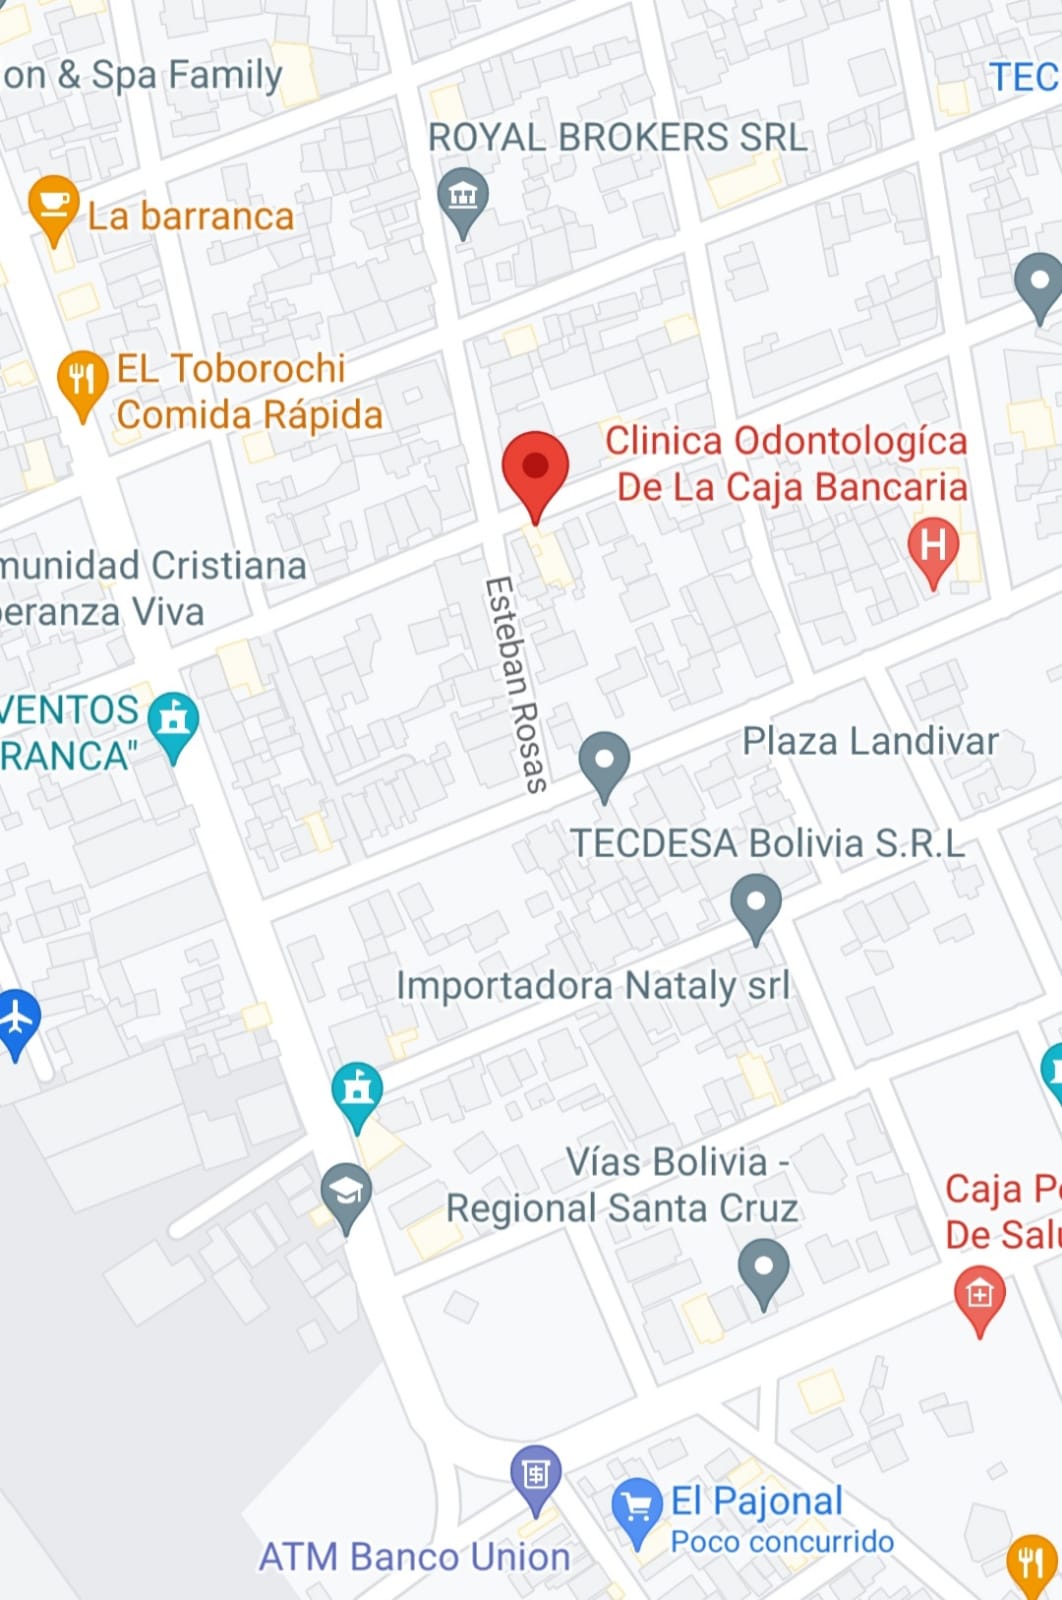 on & Spa Family
TEC
ROYAL BROKERS SRL
La barranca
EL Toborochi
Comida Rápida
Clinica Odontologíca
De La Caja Bancaria
H
munidad Cristiana
eranza Viva
Esteban Rosas
VENTOS
RANCA"
Plaza Landivar
TECDESA Bolivia S.R.L
Importadora Nataly srl
Vías Bolivia -
Regional Santa Cruz
Caja Pe
De Salu
El Pajonal
Poco concurrido
ATM Banco Union